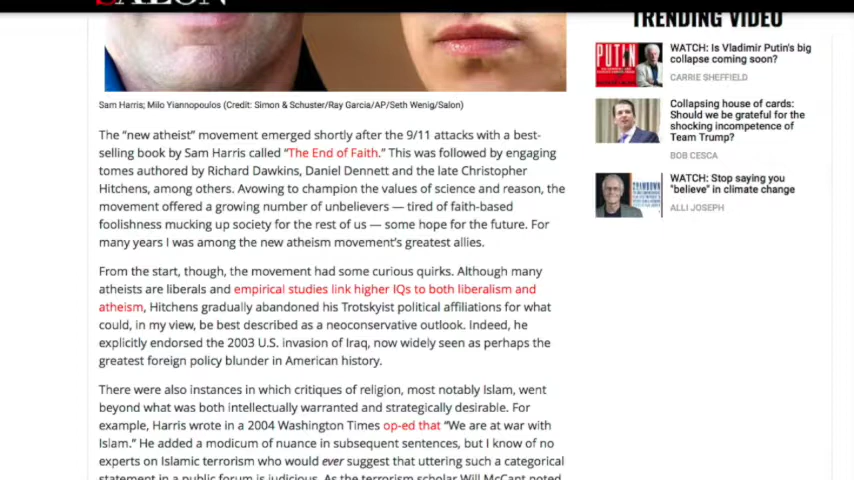 SALON
Sam Harris; Milo Yiannopoulos (Credit: Simon & Schuster/Ray Garcia/AP/Seth Wenig/Salon)
The “new atheist” movement emerged shortly after the 9/11 attacks with a best-
selling book by Sam Harris called “The End of Faith.” This was followed by engaging
tomes authored by Richard Dawkins, Daniel Dennett and the late Christopher
Hitchens, among others. Avowing to champion the values of science and reason, the
movement offered a growing number of unbelievers — tired of faith-based
foolishness mucking up society for the rest of us — some hope for the future. For
many years I was among the new atheism movement’s greatest allies.
From the start, though, the movement had some curious quirks. Although many
atheists are liberals and empirical studies link higher IQs to both liberalism and
atheism, Hitchens gradually abandoned his Trotskyist political affiliations for what
could, in my view, be best described as a neoconservative outlook. Indeed, he
explicitly endorsed the 2003 U.S. invasion of Iraq, now widely seen as perhaps the
greatest foreign policy blunder in American history.
There were also instances in which critiques of religion, most notably Islam, went
beyond what was both intellectually warranted and strategically desirable. For
example, Harris wrote in a 2004 Washington Times op-ed that “We are at war with
Islam.” He added a modicum of nuance in subsequent sentences, but I know of no
experts on Islamic terrorism who would ever suggest that uttering such a categorical
statement in a public forum is judicious. As the terrorism scholar Will McCant noted
TRENDING VIDEO
PUTIN
WATCH: Is Vladimir Putin's big
collapse coming soon?
CARRIE SHEFFIELD
Collapsing house of cards:
Should we be grateful for the
shocking incompetence of
Team Trump?
BOB CESCA
WATCH: Stop saying you
"believe" in climate change
ALLI JOSEPH